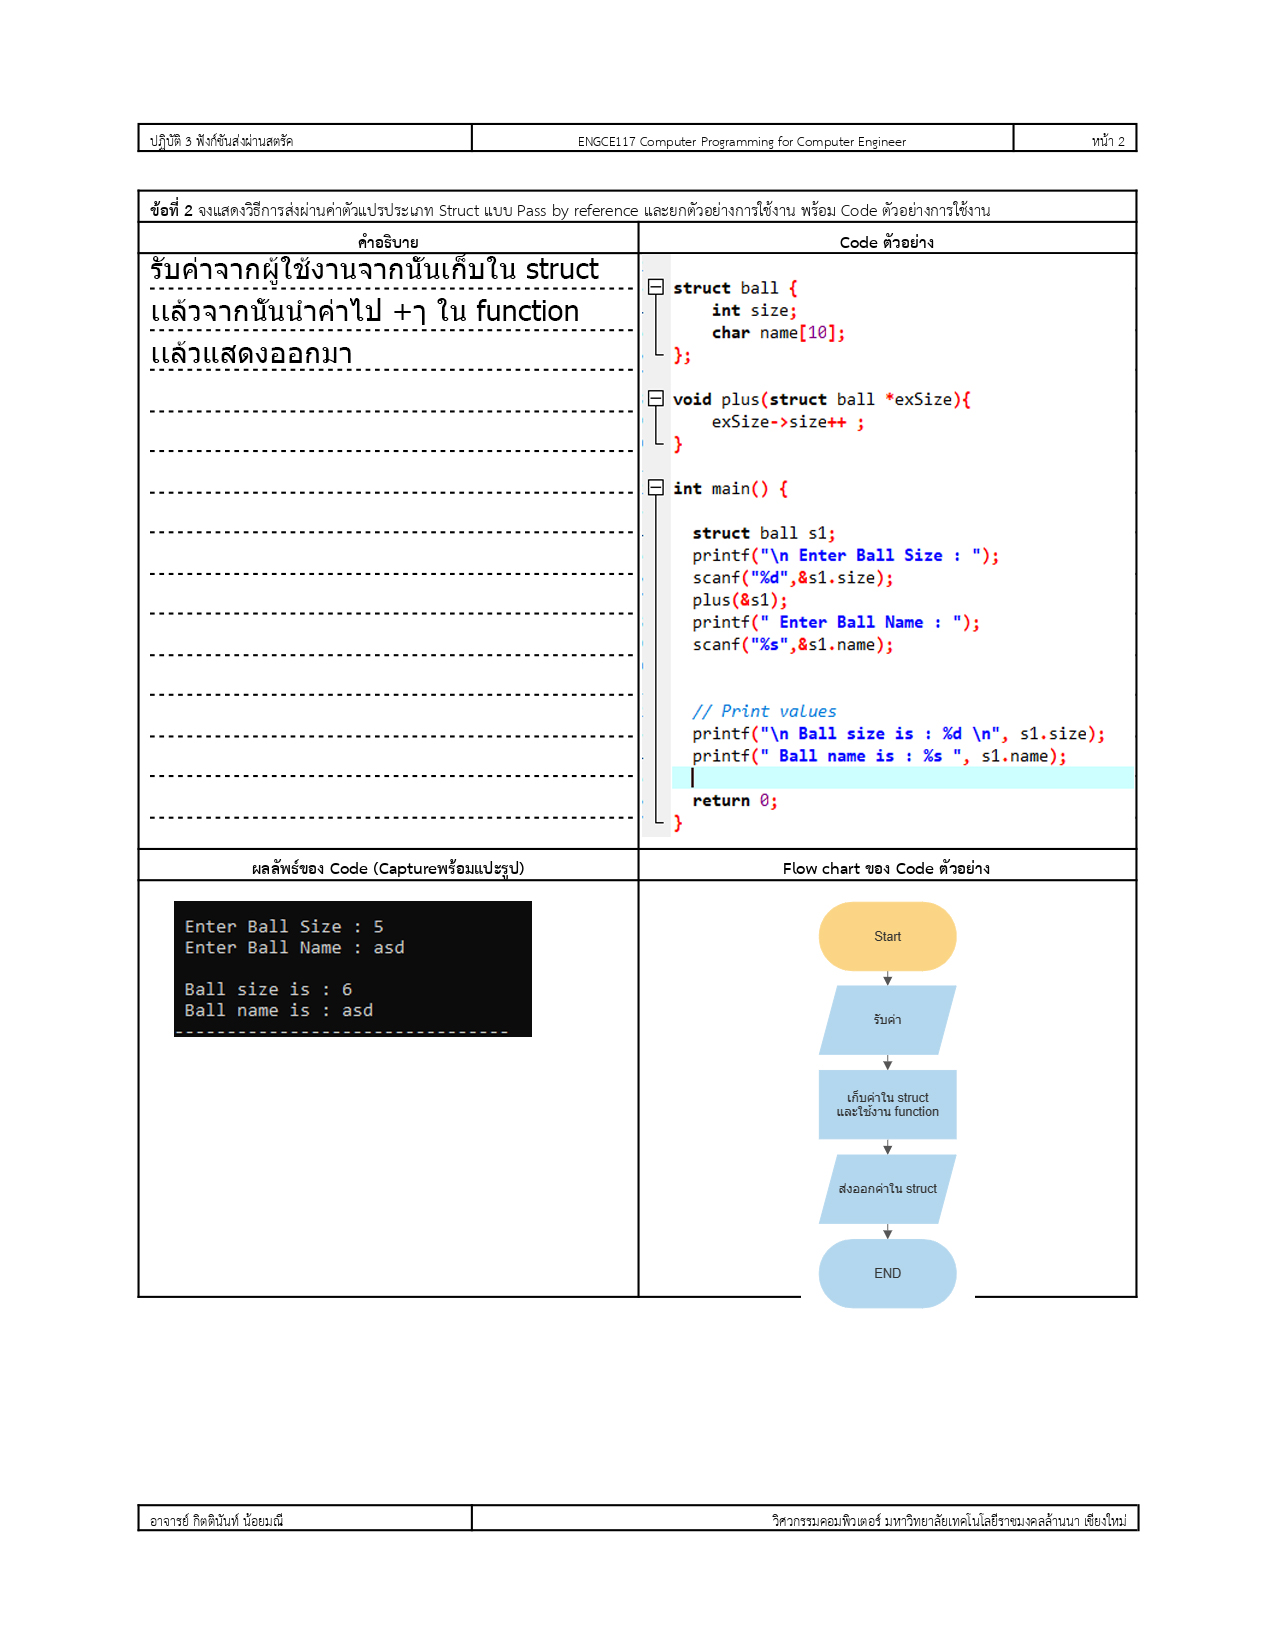 ปฏิบัติ 3 ฟังก์ชันส่งผ่านสตรัค
ENGCE117 Computer Programming for Computer Engineer
หน้า 2
ข้อที่ 2 จงแสดงวิธีการส่งผ่านค่าตัวแปรประเภท Struct แบบ Pass by reference และยกตัวอย่างการใช้งาน พร้อม Code ตัวอย่างการใช้งาน
คำอธิบาย
รับค่าจากผู้ใช้งานจากนั้นเก็บใน struct
แล้วจากนั้นนำค่าไป +ๆ ใน function
แล้วแสดงออกมา
Code ตัวอย่าง
struct ball {
int size;
char name[10];
};
void plus(struct ball *exSize){
exSize->size++ ;
}
int main() {
struct ball s1;
printf("\n Enter Ball Size : ");
scanf("%d",&s1.size);
plus(&s1);
printf(" Enter Ball Name : ");
scanf("%s",&s1.name);
// Print values
printf("\n Ball size is : %d \n", s1.size);
printf(" Ball name is : %s ", s1.name);
return 0;
}
ผลลัพธ์ของ Code (Captureพร้อมแปะรูป)
Enter Ball Size : 5
Enter Ball Name : asd
Ball size is : 6
Ball name is : asd
--------------------------------
Flow chart ของ Code ตัวอย่าง
Start
รับค่า
เก็บค่าใน struct
และใช้งาน function
ส่งออกค่าใน struct
END
อาจารย์ กิตตินันท์ น้อยมณี
วิศวกรรมคอมพิวเตอร์ มหาวิทยาลัยเทคโนโลยีราชมงคลล้านนา เชียงใหม่